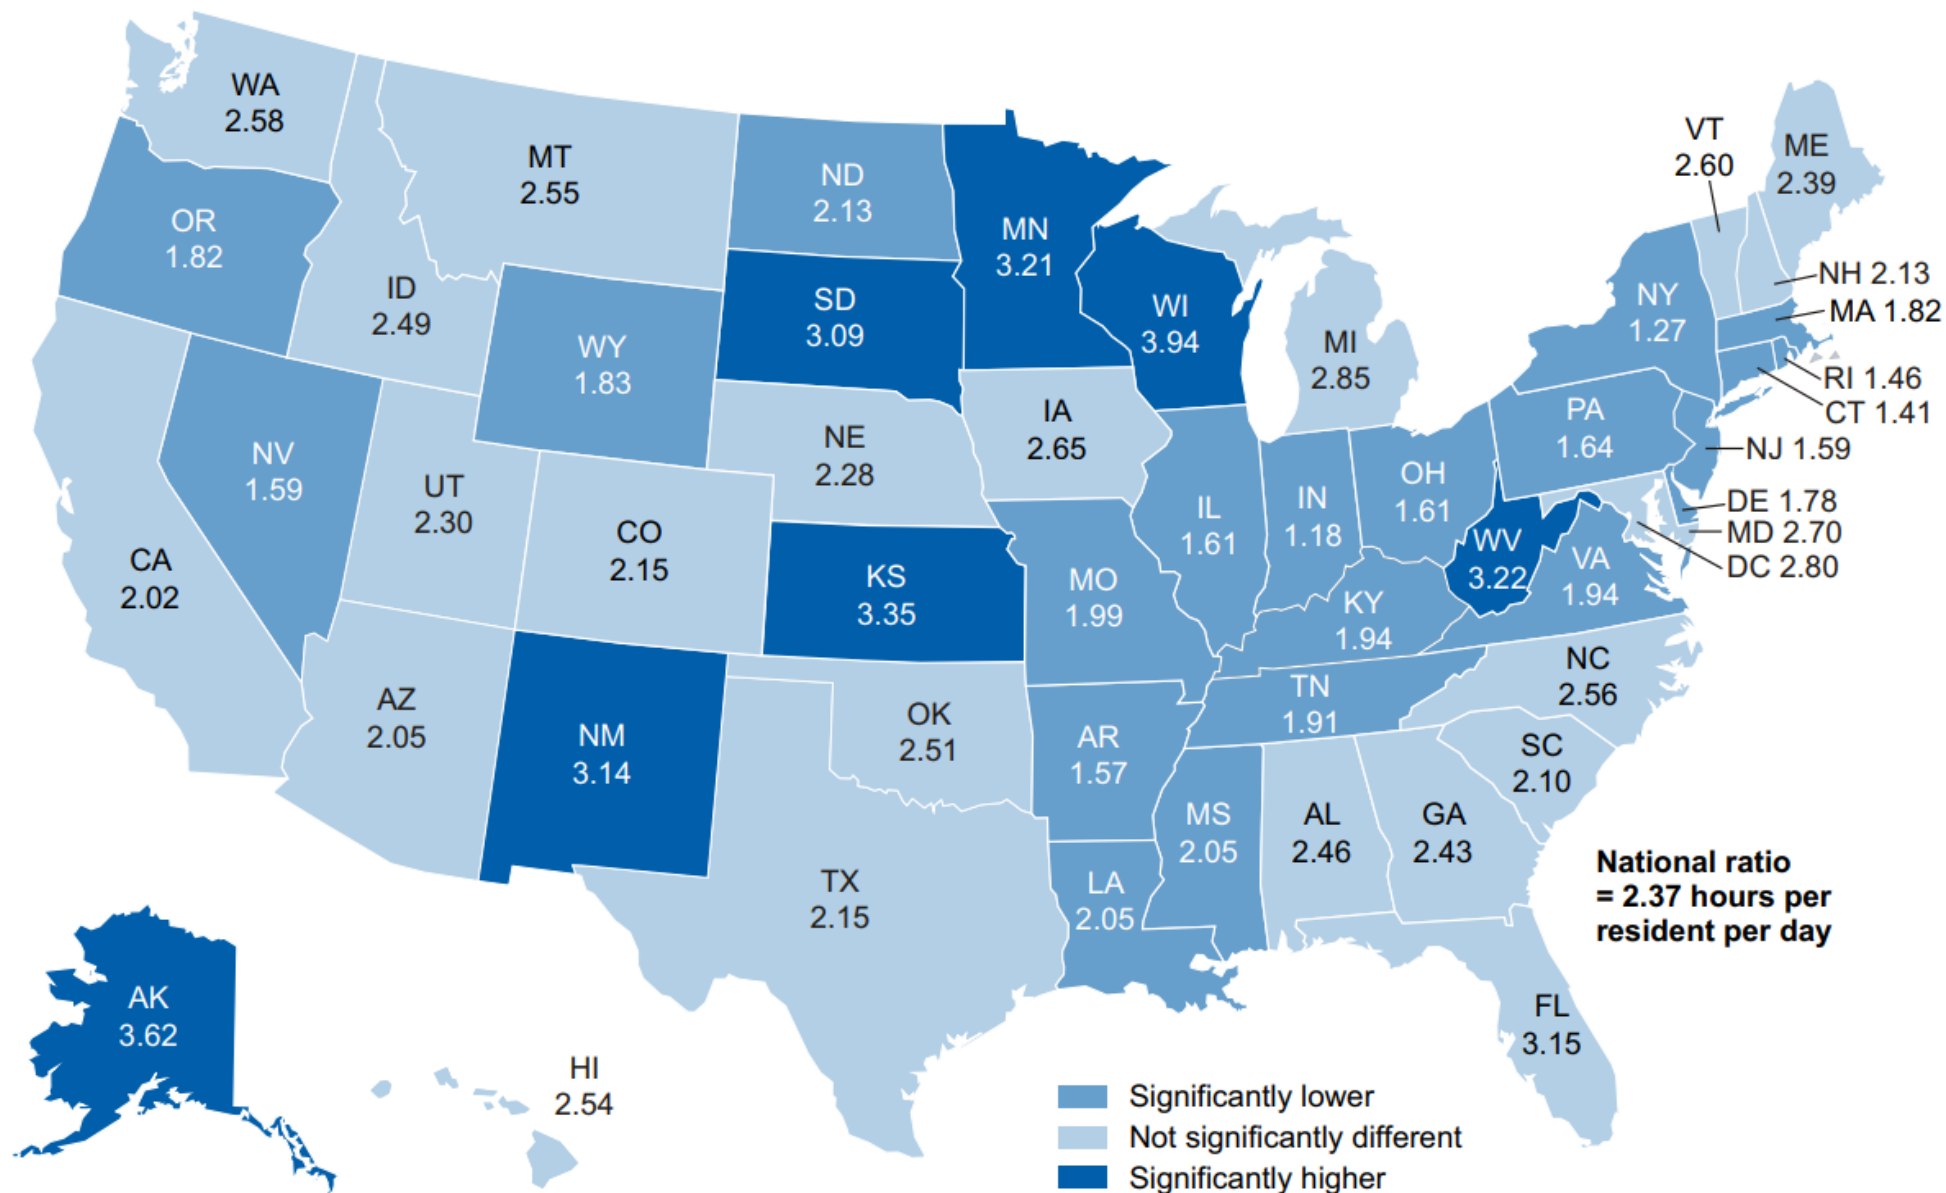 WA
2.58
MT
2.55
ND
2.13
MN
3.21
VT
2.60
ME
2.39
OR
1.82
ID
2.49
WY
1.83
SD
3.09
WI
3.94
MI
2.85
NY
1.27
NH 2.13
MA 1.82
RI 1.46
CT 1.41
NV
1.59
UT
2.30
CO
2.15
NE
2.28
IA
2.65
IL
1.61
IN
1.18
OH
1.61
PA
1.64
NJ 1.59
DE 1.78
MD 2.70
DC 2.80
CA
2.02
KS
3.35
MO
1.99
KY
1.94
WV
3.22
VA
1.94
AZ
2.05
NM
3.14
OK
2.51
AR
1.57
TN
1.91
NC
2.56
SC
2.10
TX
2.15
LA
2.05
MS
2.05
AL
2.46
GA
2.43
National ratio
= 2.37 hours per
resident per day
FL
3.15
AK
3.62
HI
2.54
Significantly lower
Not significantly different
Significantly higher